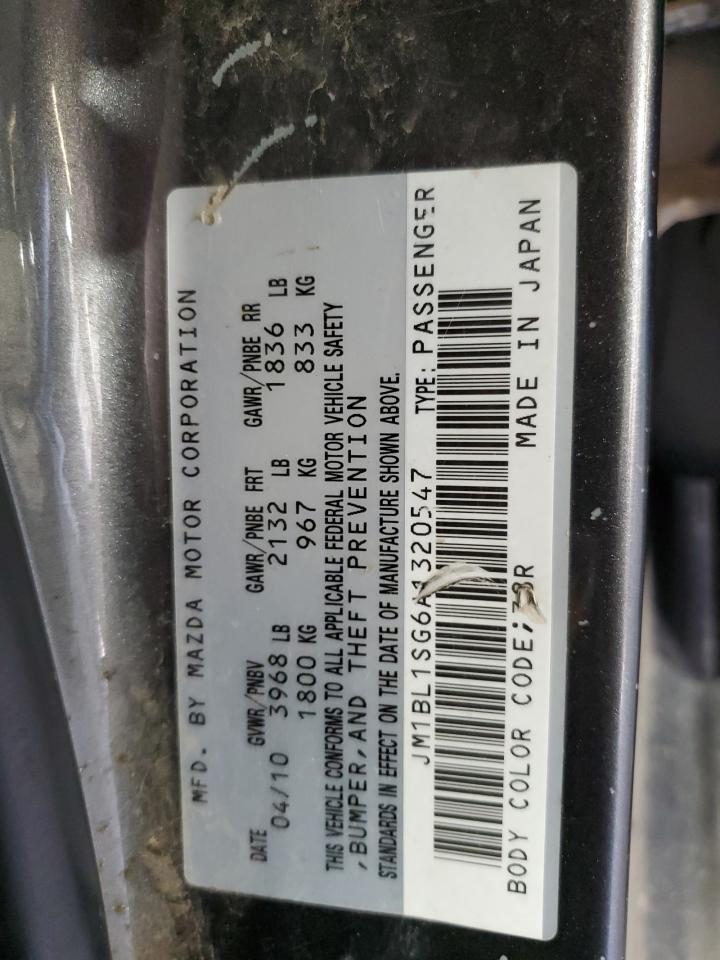 MFD. BY MAZDA MOTOR CORPORATION
DATE GVWR/PNBV GAWR/PNBE FRT GAWR/PNBE RR
04/10 3968 LB 2132 LB 1836 LB
1800 KG 967 KG 833 KG
THIS VEHICLE CONFORMS TO ALL APPLICABLE FEDERAL MOTOR VEHICLE SAFETY
,BUMPER,AND THEFT PREVENTION
STANDARDS IN EFFECT ON THE DATE OF MANUFACTURE SHOWN ABOVE.
JM1BL1SG6A1320547 TYPE: PASSENGER
BODY COLOR CODE: MADE IN JAPAN